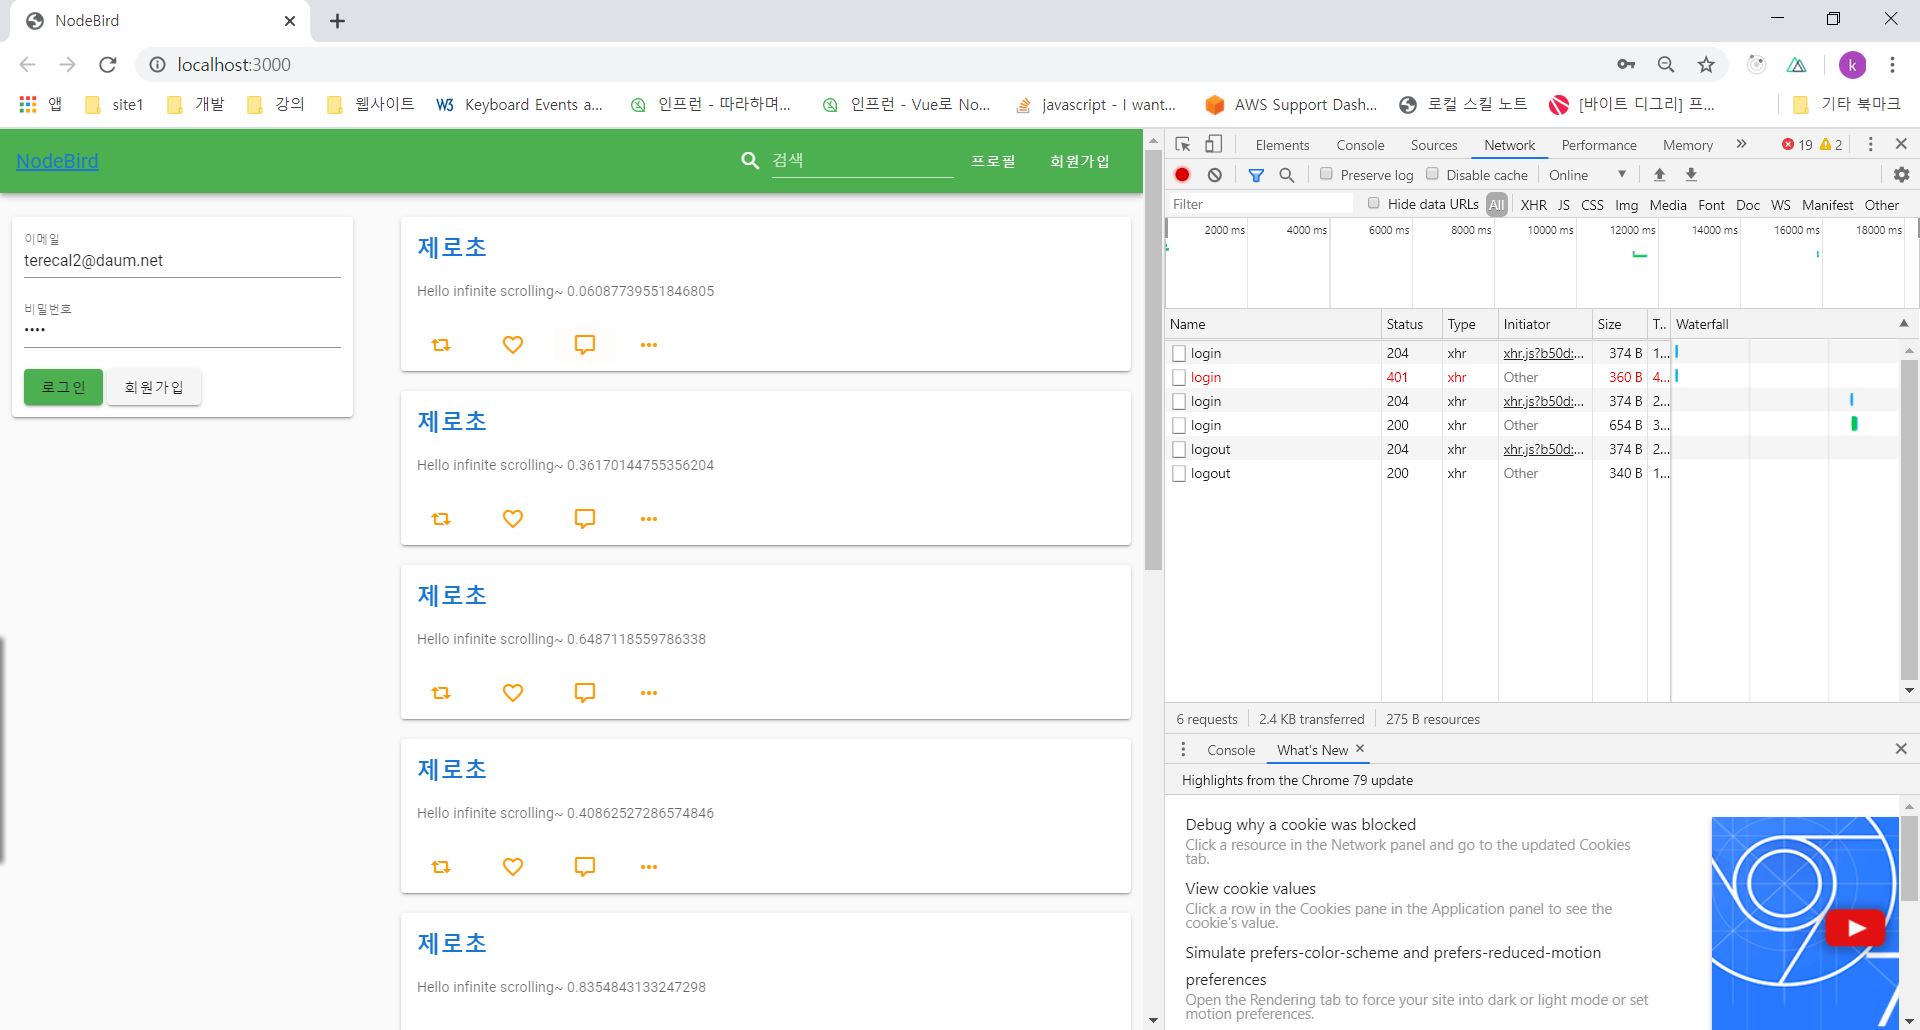 NodeBird
localhost:3000
k
앱 site1 개발 강의 웹사이트 W3 Keyboard Events a... 인프런 - 따라하며... 인프런 - Vue로 No... javascript - I want... AWS Support Dash... 로컬 스킬 노트 [바이트 디그리] 프... 기타 북마크
NodeBird 검색 프로필 회원가입
이메일
terecal2@daum.net
비밀번호
••••
로그인 회원가입
제로초
Hello infinite scrolling~ 0.06087739551846805
제로초
Hello infinite scrolling~ 0.36170144755356204
제로초
Hello infinite scrolling~ 0.6487118559786338
제로초
Hello infinite scrolling~ 0.40862527286574846
제로초
Hello infinite scrolling~ 0.8354843133247298
Elements Console Sources Network Performance Memory » 19 2
Preserve log Disable cache Online
Filter Hide data URLs All XHR JS CSS Img Media Font Doc WS Manifest Other
2000 ms 4000 ms 6000 ms 8000 ms 10000 ms 12000 ms 14000 ms 16000 ms 18000 ms
Name Status Type Initiator Size T... Waterfall
login 204 xhr xhr.js?b50d:... 374 B 1...
login 401 xhr Other 360 B 4...
login 204 xhr xhr.js?b50d:... 374 B 2...
login 200 xhr Other 654 B 3...
logout 204 xhr xhr.js?b50d:... 374 B 2...
logout 200 xhr Other 340 B 1...
6 requests 2.4 KB transferred 275 B resources
Console What's New
Highlights from the Chrome 79 update
Debug why a cookie was blocked
Click a resource in the Network panel and go to the updated Cookies
tab.
View cookie values
Click a row in the Cookies pane in the Application panel to see the
cookie's value.
Simulate prefers-color-scheme and prefers-reduced-motion
preferences
Open the Rendering tab to force your site into dark or light mode or set
motion preferences.